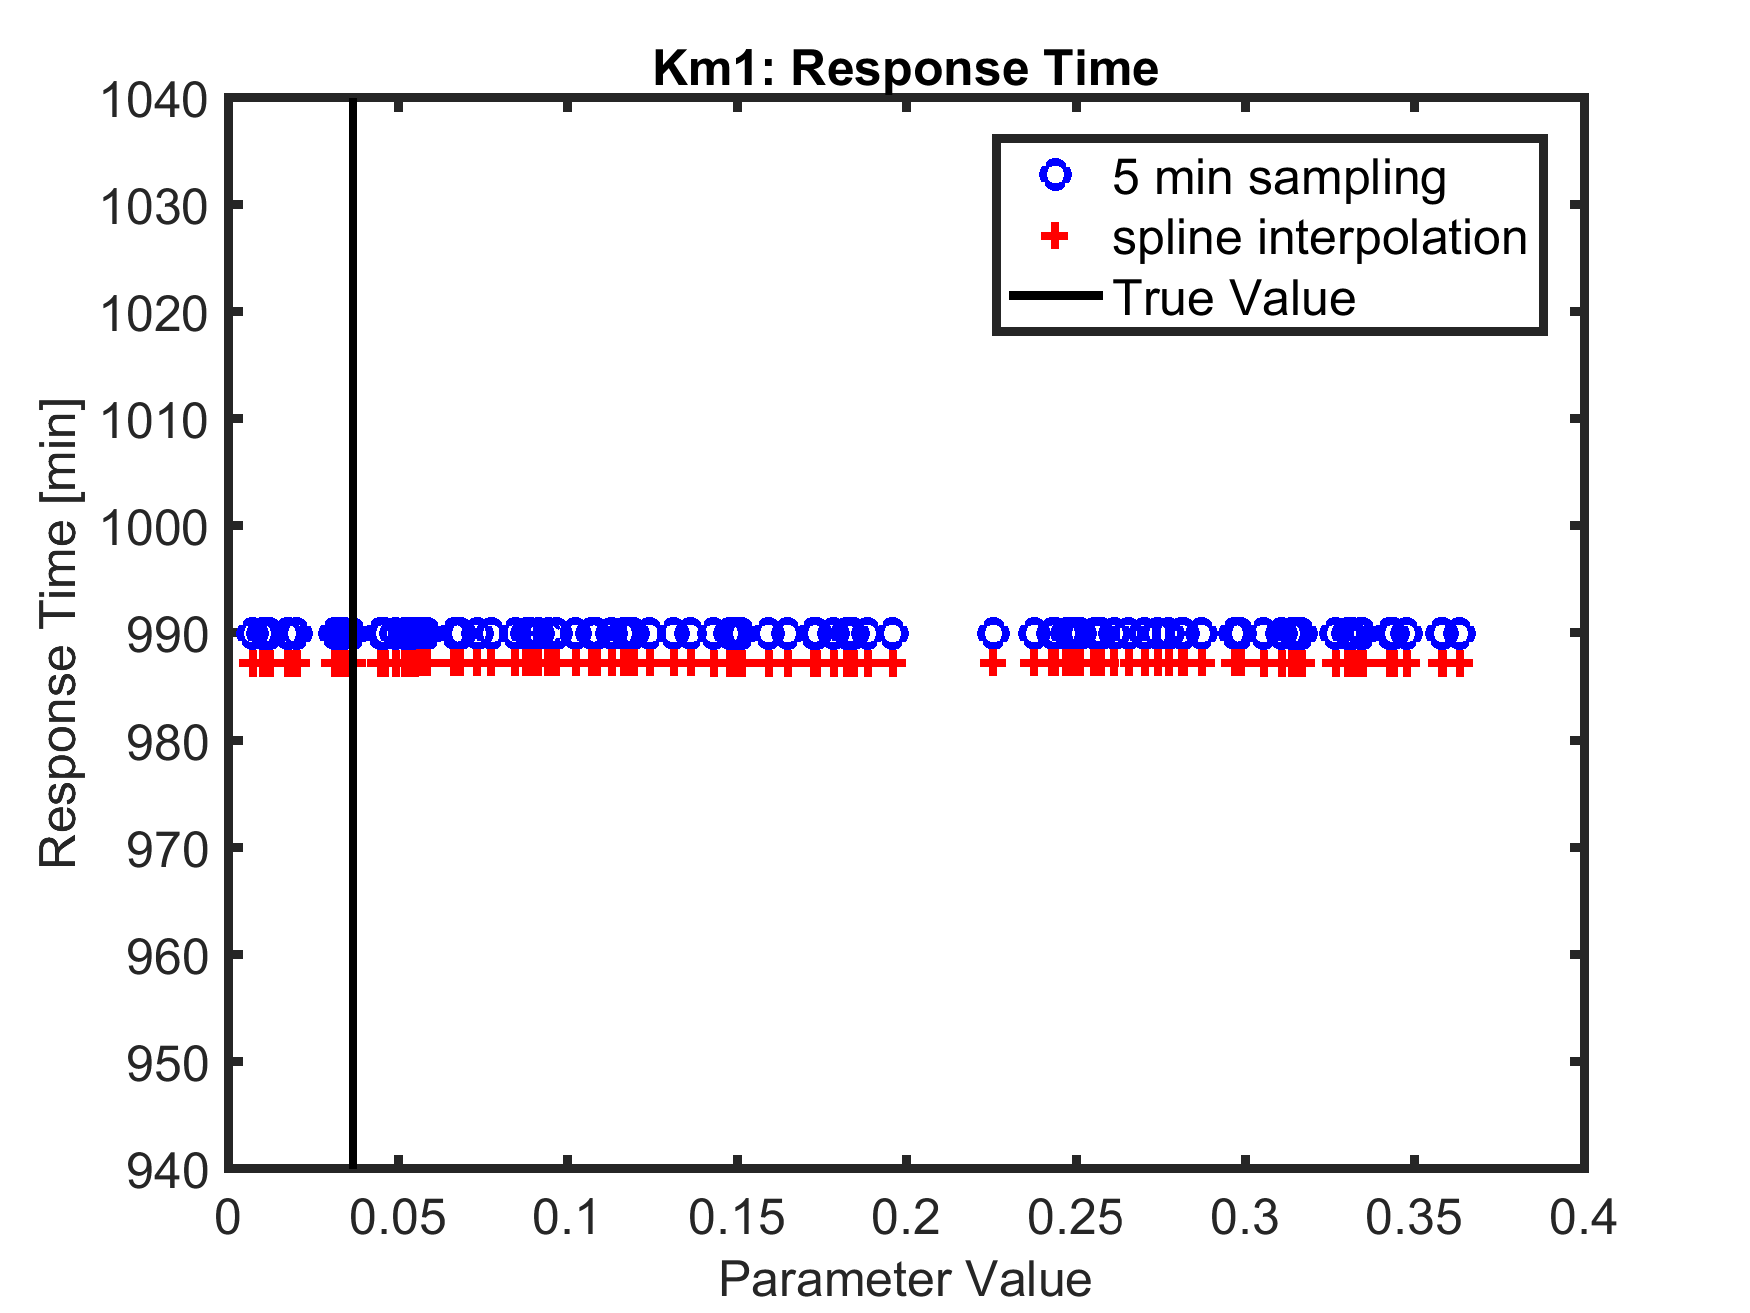 Km1: Response Time
1040
1030
1020
1010
1000
990
980
970
960
950
940
Response Time [min]
5 min sampling
spline interpolation
True Value
0 0.05 0.1 0.15 0.2 0.25 0.3 0.35 0.4
Parameter Value